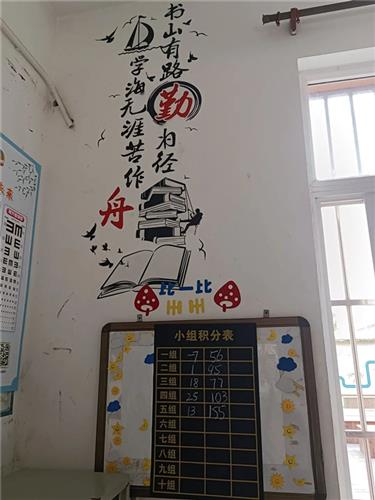 书山有路勤为径
学海无涯苦作舟
比一比
小组积分表
一组 -7 56
二组 1 95
三组 18 77
四组 25 103
五组 13 155
六组
七组
八组
九组
十组